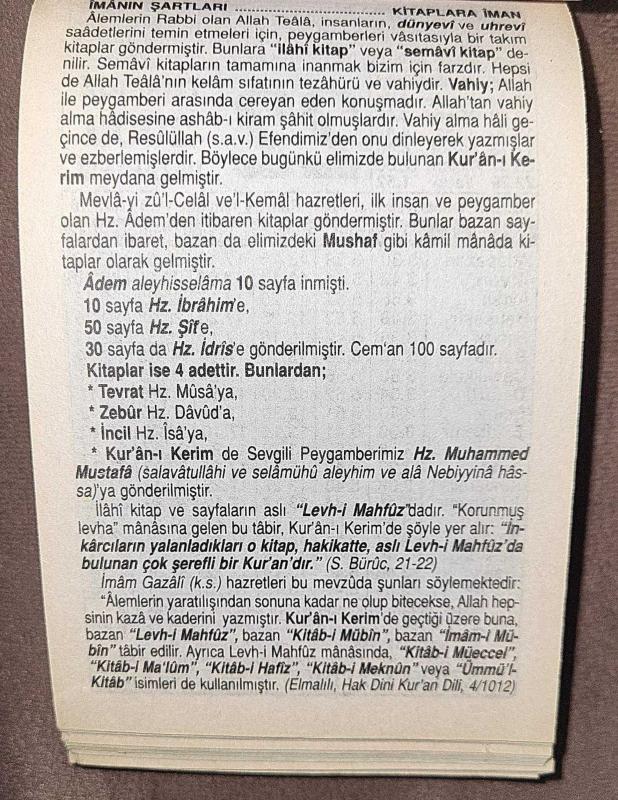 İMÂNIN ŞARTLARI ........................ KİTAPLARA İMAN
Âlemlerin Rabbi olan Allah Teâlâ, insanların, dünyevî ve uhrevî
saâdetlerini temin etmeleri için, peygamberleri vâsıtasıyla bir takım
kitaplar göndermiştir. Bunlara "ilâhî kitap" veya "semâvî kitap" de-
nilir. Semâvî kitapların tamamına inanmak bizim için farzdır. Hepsi
de Allah Teâlâ'nın kelâm sıfatının tezâhürü ve vahiydir. Vahiy; Allah
ile peygamberi arasında cereyan eden konuşmadır. Allah'tan vahiy
alma hâdisesine ashâb-ı kiram şâhit olmuşlardır. Vahiy alma hâli ge-
çince de, Resûlüllah (s.a.v.) Efendimiz'den onu dinleyerek yazmışlar
ve ezberlemişlerdir. Böylece bugünkü elimizde bulunan Kur'ân-ı Ke-
rim meydana gelmiştir.
Mevlâ-yi zû'l-Celâl ve'l-Kemâl hazretleri, ilk insan ve peygamber
olan Hz. Âdem'den itibaren kitaplar göndermiştir. Bunlar bazan say-
falardan ibaret, bazan da elimizdeki Mushaf gibi kâmil mânâda ki-
taplar olarak gelmiştir.
Âdem aleyhisselâma 10 sayfa inmişti.
10 sayfa Hz. İbrâhim'e,
50 sayfa Hz. Şît'e,
30 sayfa da Hz. İdris'e gönderilmiştir. Cem'an 100 sayfadır.
Kitaplar ise 4 adettir. Bunlardan;
* Tevrat Hz. Mûsâ'ya,
* Zebûr Hz. Dâvûd'a,
* İncil Hz. Îsâ'ya,
* Kur'ân-ı Kerim de Sevgili Peygamberimiz Hz. Muhammed
Mustafâ (salavâtullâhi ve selâmühû aleyhim ve alâ Nebiyyinâ hâs-
sa)'ya gönderilmiştir.
İlâhî kitap ve sayfaların aslı "Levh-i Mahfûz"dadır. "Korunmuş
levha" mânâsına gelen bu tâbir, Kur'ân-ı Kerim'de şöyle yer alır: "İn-
kârcıların yalanladıkları o kitap, hakikatte, aslı Levh-i Mahfûz'da
bulunan çok şerefli bir Kur'an'dır." (S. Bürûc, 21-22)
İmâm Gazâlî (k.s.) hazretleri bu mevzûda şunları söylemektedir:
"Âlemlerin yaratılışından sonuna kadar ne olup bitecekse, Allah hep-
sinin kazâ ve kaderini yazmıştır. Kur'ân-ı Kerim'de geçtiği üzere buna,
bazan "Levh-i Mahfûz", bazan "Kitâb-i Mübîn", bazan "İmâm-i Mü-
bîn" tâbir edilir. Ayrıca Levh-i Mahfûz mânâsında, "Kitâb-i Müeccel",
"Kitâb-i Ma'lûm", "Kitâb-i Hafîz", "Kitâb-i Meknûn" veya "Ümmü'l-
Kitâb" isimleri de kullanılmıştır. (Elmalılı, Hak Dini Kur'an Dili, 4/1012)